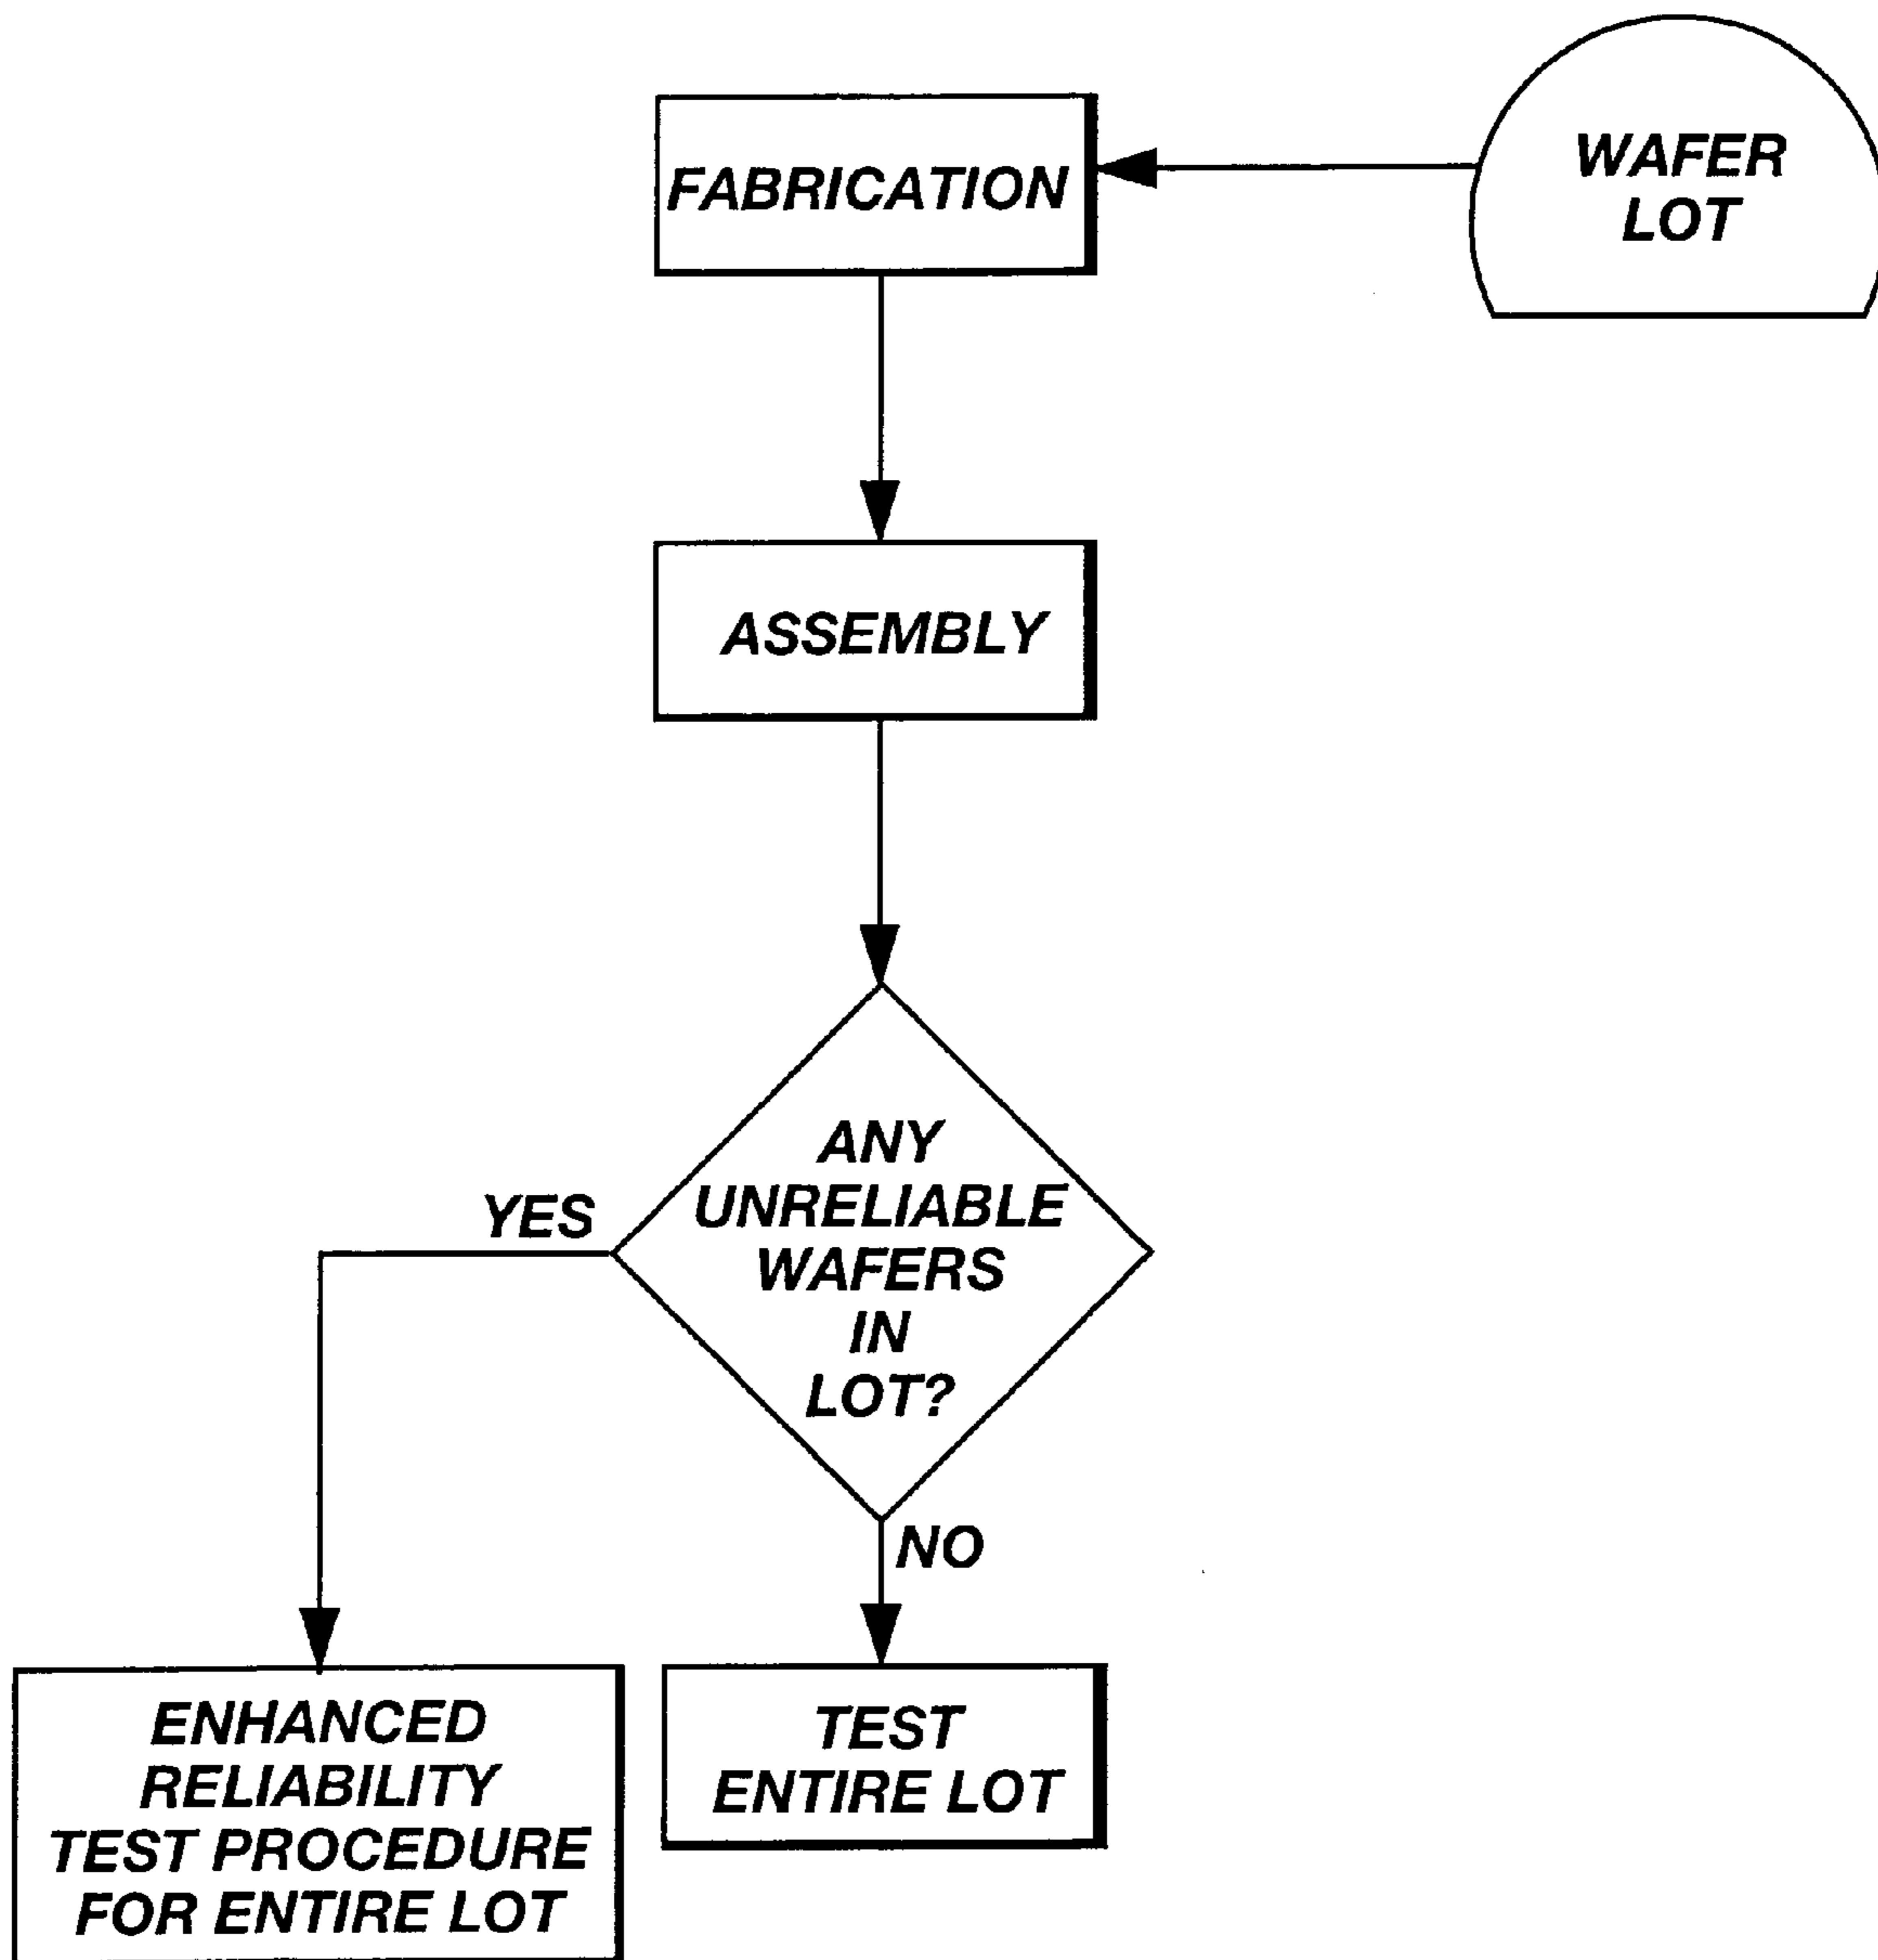 WAFER
LOT
FABRICATION
ASSEMBLY
ANY
UNRELIABLE
WAFERS
IN
LOT?
YES
NO
ENHANCED
RELIABILITY
TEST PROCEDURE
FOR ENTIRE LOT
TEST
ENTIRE LOT